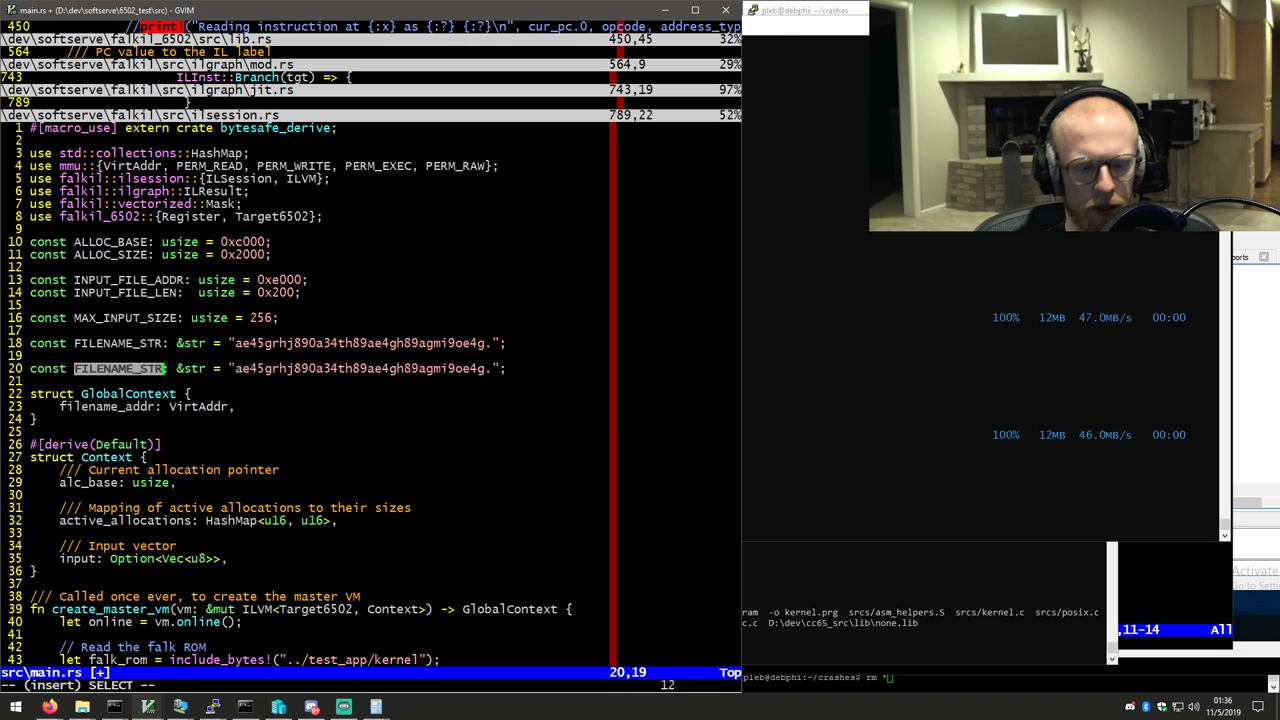 main.rs + (D:\dev\softserve\6502_test\src) - GVIM
450             //print!("Reading instruction at {:x} as {:?} {:?}\n", cur_pc.0, opcode, address_typ
\dev\softserve\falkil_6502\src\lib.rs 450,45 32%
564     /// PC value to the IL label
\dev\softserve\falkil\src\ilgraph\mod.rs 564,9 29%
743                     ILInst::Branch(tgt) => {
\dev\softserve\falkil\src\ilgraph\jit.rs 743,19 97%
789                     }
\dev\softserve\falkil\src\ilsession.rs 789,22 52%
1 #[macro_use] extern crate bytesafe_derive;
2
3 use std::collections::HashMap;
4 use mmu::{VirtAddr, PERM_READ, PERM_WRITE, PERM_EXEC, PERM_RAW};
5 use falkil::ilsession::{ILSession, ILVM};
6 use falkil::ilgraph::ILResult;
7 use falkil::vectorized::Mask;
8 use falkil_6502::{Register, Target6502};
9
10 const ALLOC_BASE: usize = 0xc000;
11 const ALLOC_SIZE: usize = 0x2000;
12
13 const INPUT_FILE_ADDR: usize = 0xe000;
14 const INPUT_FILE_LEN:  usize = 0x200;
15
16 const MAX_INPUT_SIZE: usize = 256;
17
18 const FILENAME_STR: &str = "ae45grhj890a34th89ae4gh89agmi9oe4g.";
19
20 const FILENAME_STR: &str = "ae45grhj890a34th89ae4gh89agmi9oe4g.";
21
22 struct GlobalContext {
23     filename_addr: VirtAddr,
24 }
25
26 #[derive(Default)]
27 struct Context {
28     /// Current allocation pointer
29     alc_base: usize,
30
31     /// Mapping of active allocations to their sizes
32     active_allocations: HashMap<u16, u16>,
33
34     /// Input vector
35     input: Option<Vec<u8>>,
36 }
37
38 /// Called once ever, to create the master VM
39 fn create_master_vm(vm: &mut ILVM<Target6502, Context>) -> GlobalContext {
40     let online = vm.online();
41
42     // Read the falk ROM
43     let falk_rom = include_bytes!("../test_app/kernel");
src\main.rs [+] 20,19 Top
-- (insert) SELECT -- 12
pleb@debphi: ~/crashes
100% 12MB 47.0MB/s 00:00
100% 12MB 46.0MB/s 00:00
ram  -o kernel.prg  srcs/asm_helpers.S  srcs/kernel.c  srcs/posix.c
c.c  D:\dev\cc65_src\lib\none.lib
pleb@debphi:~/crashes$ rm *
orts
Activate
Go to Settin
,11-14 All
01:36
11/5/2019